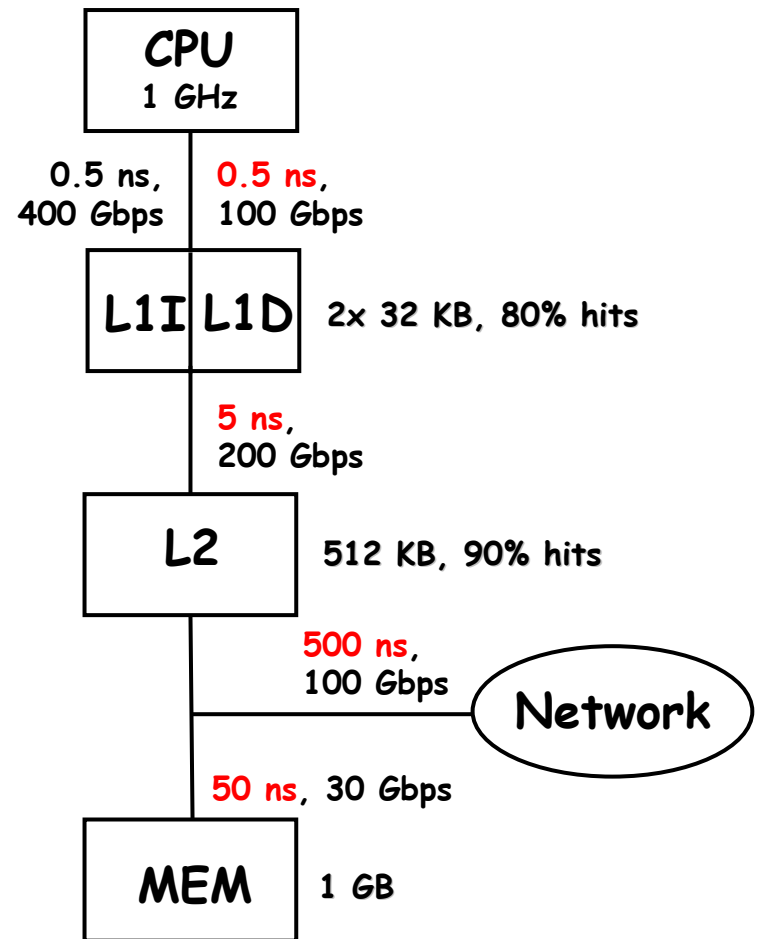 CPU
1 GHz
0.5 ns,
400 Gbps
0.5 ns,
100 Gbps
L1I L1D
2x 32 KB, 80% hits
5 ns,
200 Gbps
L2
512 KB, 90% hits
500 ns,
100 Gbps
Network
50 ns, 30 Gbps
MEM
1 GB